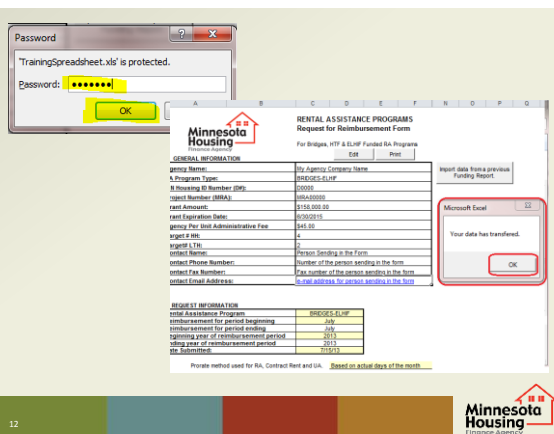 Password
'TrainingSpreadsheet.xls' is protected.
Password: •••••••
OK
A B C D E F N O P Q
Minnesota
Housing
Finance Agency
RENTAL ASSISTANCE PROGRAMS
Request for Reimbursement Form
For Bridges, HTF & ELHIF Funded RA Programs
Edit Print
Import data from a previous
Funding Report.
GENERAL INFORMATION
gency Name: My Agency Company Name
A Program Type: BRIDGES-ELHIF
N Housing ID Number (D#): D0000
roject Number (MRA): MRA00000
rant Amount: $150,000.00
rant Expiration Date: 6/30/2015
gency Per Unit Administrative Fee $45.00
arget # HH: 4
arget# LTH: 2
ontact Name: Person Sending in the Form
ontact Phone Number: Number of the person sending in the form
ontact Fax Number: Fax number of the person sending in the form
ontact Email Address: e-mail address for person sending in the form
Microsoft Excel
Your data has transfered.
OK
REQUEST INFORMATION
ental Assistance Program BRIDGES-ELHIF
eimbursement for period beginning July
eimbursement for period ending July
eginning year of reimbursement period 2013
nding year of reimbursement period 2013
ate Submitted: 7/15/13
Prorate method used for RA, Contract Rent and UA. Based on actual days of the month
12
Minnesota
Housing
Finance Agency